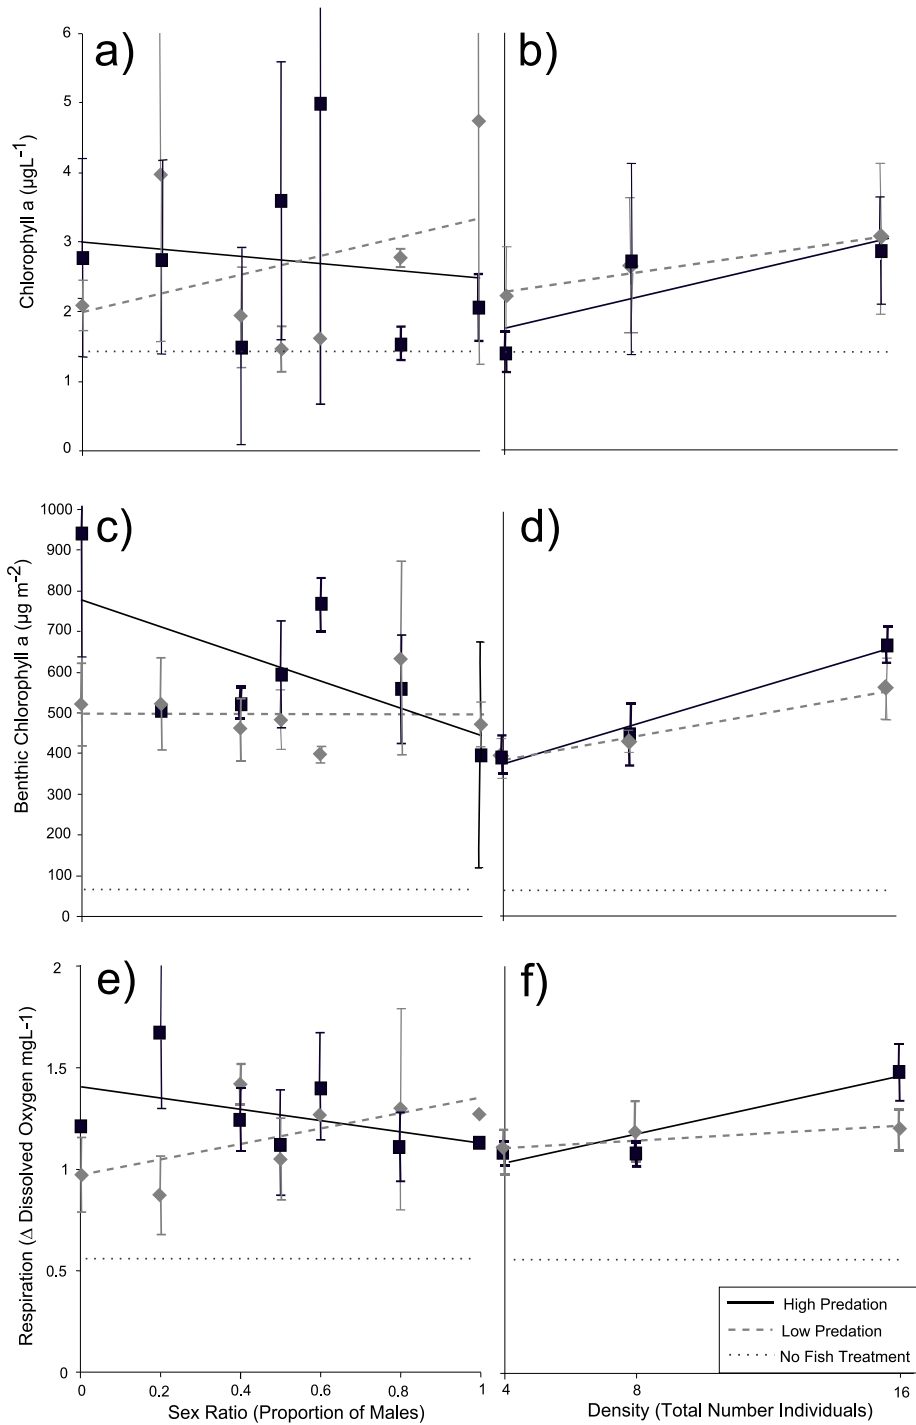 a)
b)
6
5
4
3
2
1
0
Chlorophyll a (µgL-1)
c)
d)
1000
900
800
700
600
500
400
300
200
100
0
Benthic Chlorophyll a (µg m-2)
e)
f)
2
1.5
1
0.5
0
Respiration (Δ Dissolved Oxygen mgL-1)
High Predation
Low Predation
No Fish Treatment
0 0.2 0.4 0.6 0.8 1 4 8 16
Sex Ratio (Proportion of Males)
Density (Total Number Individuals)